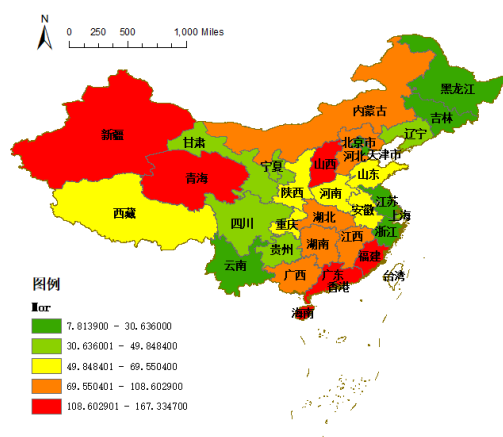 N
0 250 500 1,000 Miles
黑龙江
内蒙古
吉林
新疆
辽宁
北京市
甘肃
天津市
河北
宁夏
山西
山东
青海
陕西
河南
江苏
西藏
安徽
上海
四川
湖北
重庆
浙江
湖南
江西
贵州
福建
云南
广西
广东
台湾
香港
海南
图例
Mor
7.813900 - 30.636000
30.636001 - 49.848400
49.848401 - 69.550400
69.550401 - 108.602900
108.602901 - 167.334700